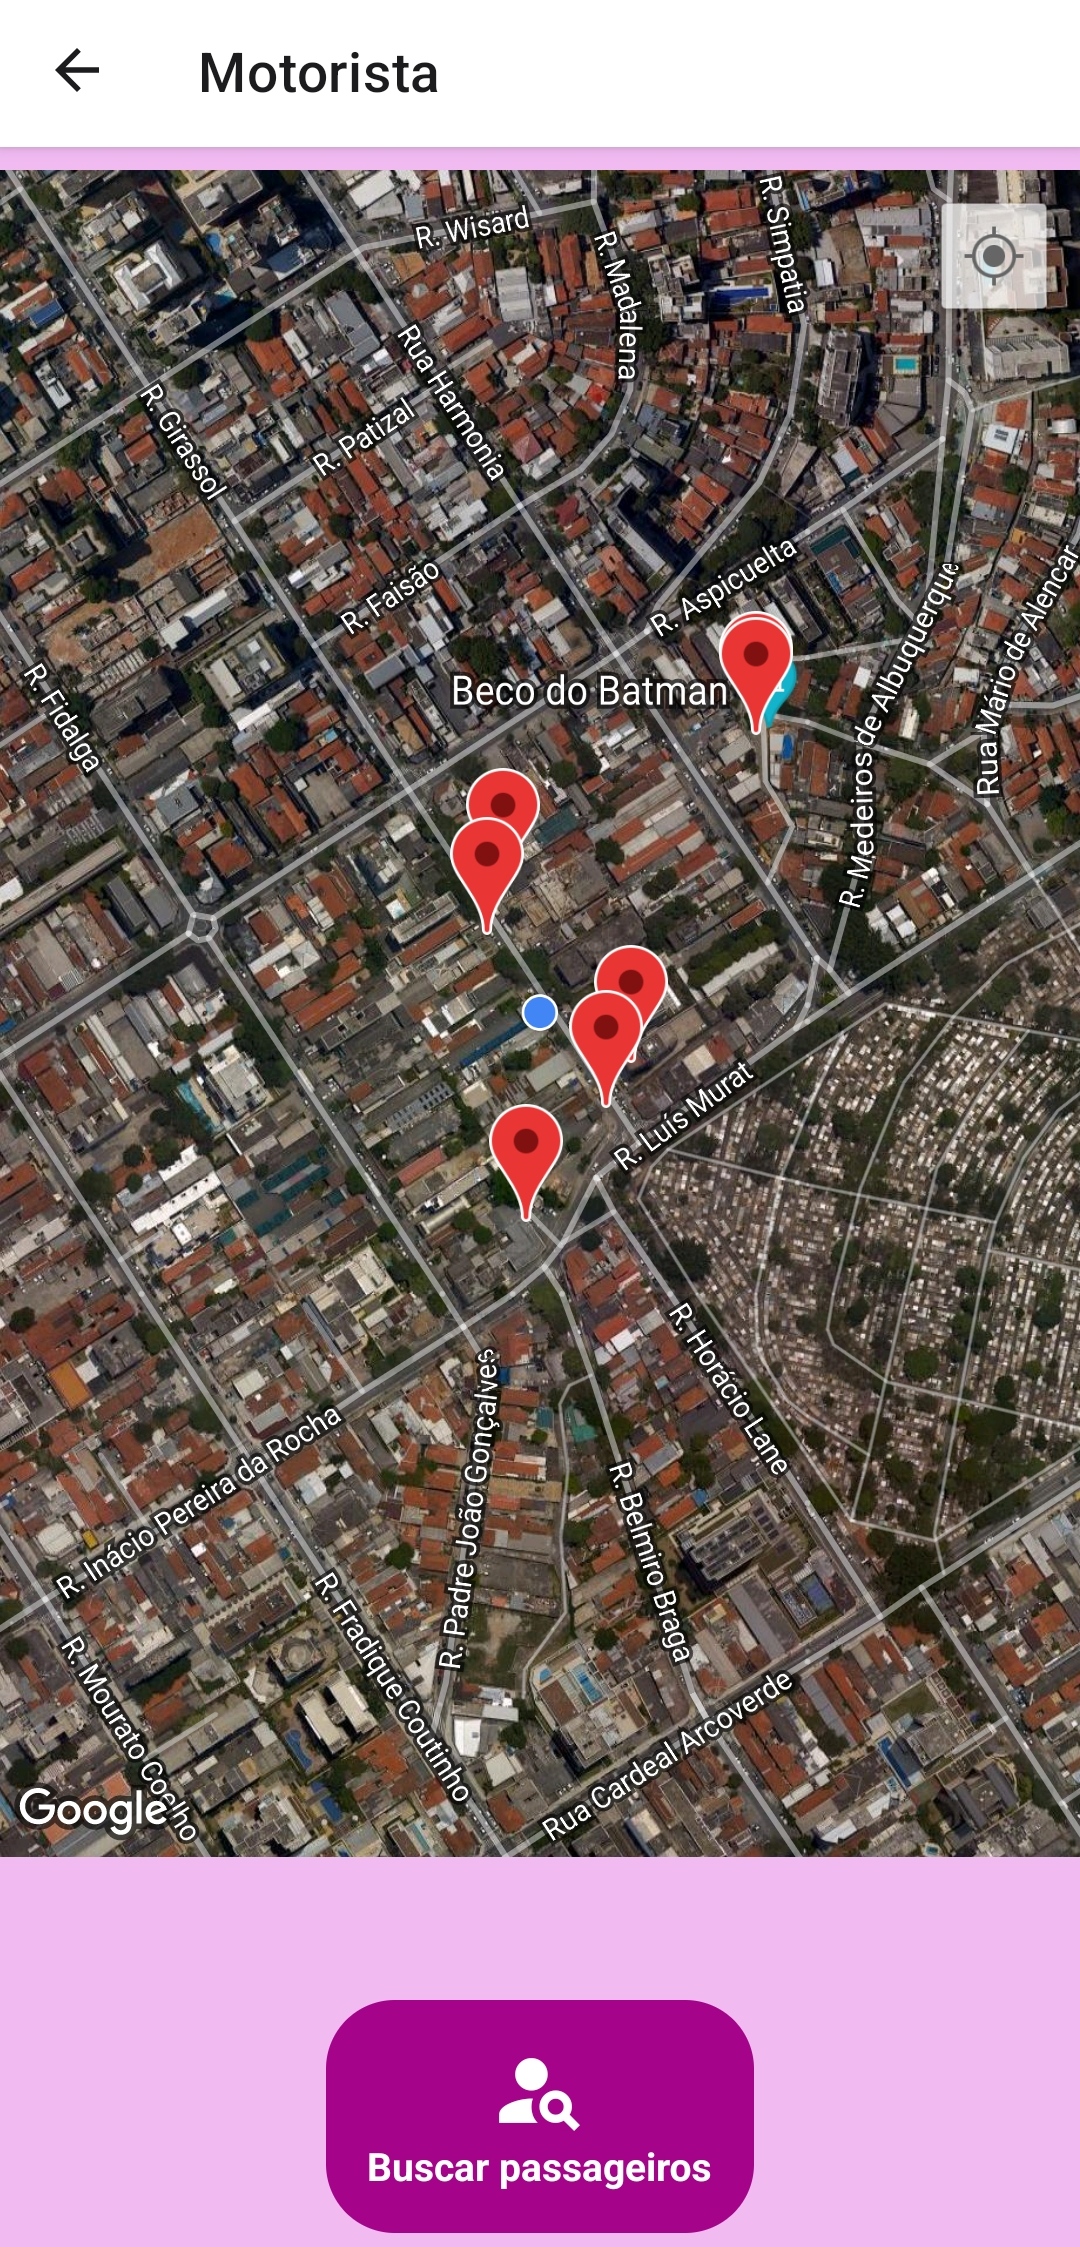 Motorista
R. Wisard
R. Madalena
R. Simpatia
Rua Harmonia
R. Girassol
R. Patizal
R. Faisão
R. Aspicuelta
R. Medeiros de Albuquerque
Rua Mário de Alencar
R. Fidalga
Beco do Batman
R. Luís Murat
R. Horácio Lane
R. Padre João Gonçalves
R. Inácio Pereira da Rocha
R. Belmiro Braga
R. Fradique Coutinho
R. Mourato Coelho
Rua Cardeal Arcoverde
Google
Buscar passageiros